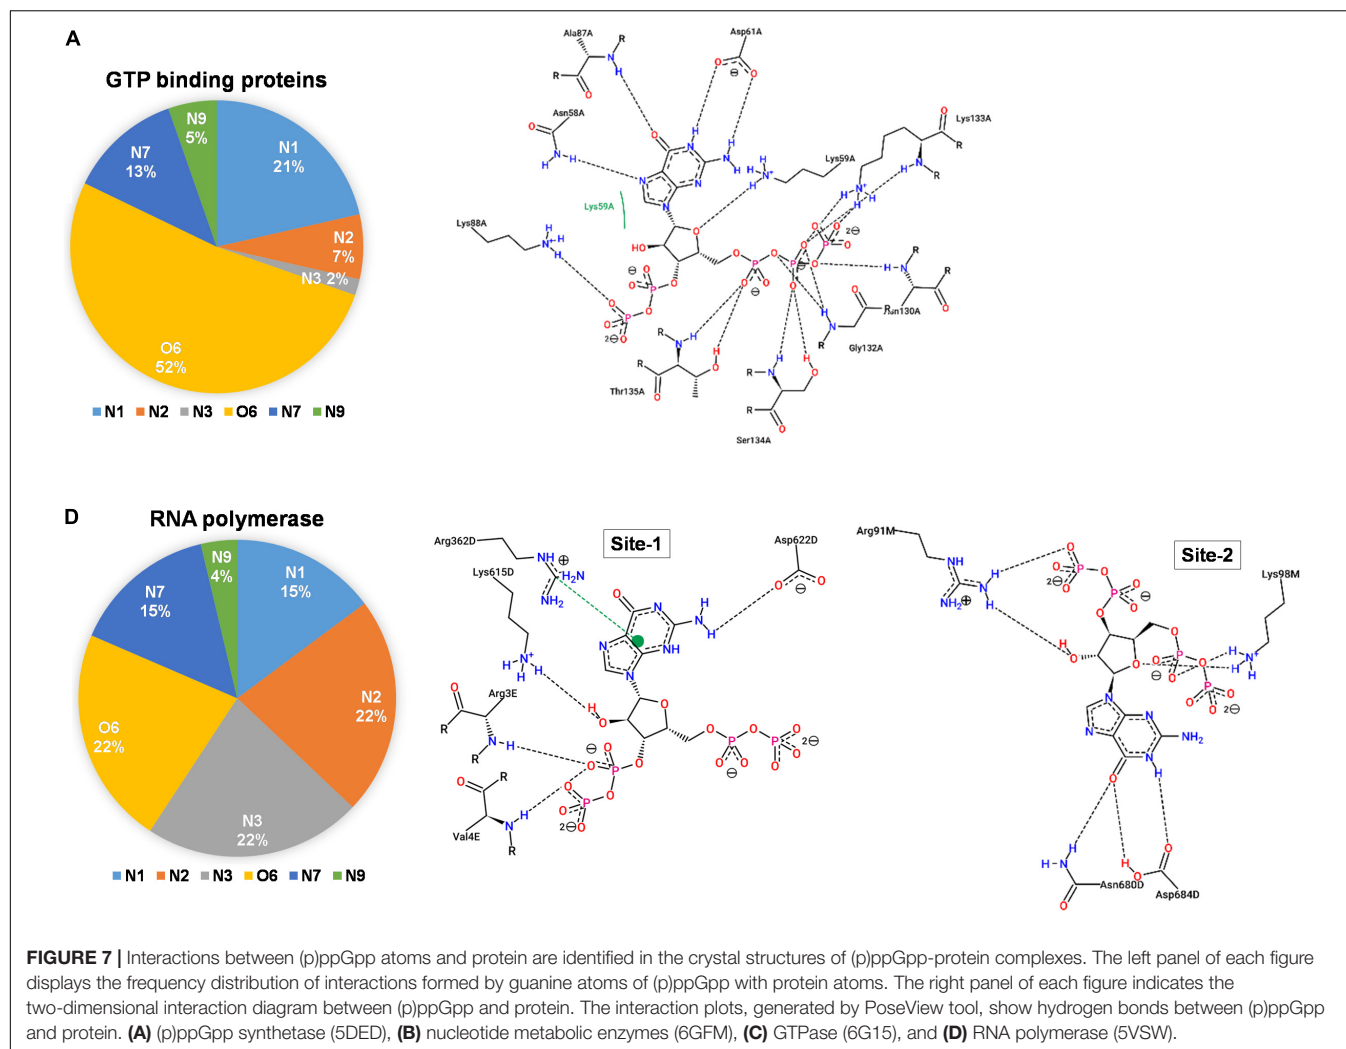 A
GTP binding proteins
N9
5%
N1
21%
N7
13%
N2
7%
N3 2%
O6
52%
N1 N2 N3 O6 N7 N9
Ala87A
Asp61A
Asn58A
Lys133A
Lys59A
Lys59A
Lys88A
Asn130A
Gly132A
Thr135A
Ser134A
D
RNA polymerase
N9
4%
N1
15%
N7
15%
N2
22%
O6
22%
N3
22%
N1 N2 N3 O6 N7 N9
Site-1
Arg362D
Lys615D
Asp622D
Arg3E
Val4E
Site-2
Arg91M
Lys98M
Asn680D
Asp684D
FIGURE 7 | Interactions between (p)ppGpp atoms and protein are identified in the crystal structures of (p)ppGpp-protein complexes. The left panel of each figure
displays the frequency distribution of interactions formed by guanine atoms of (p)ppGpp with protein atoms. The right panel of each figure indicates the
two-dimensional interaction diagram between (p)ppGpp and protein. The interaction plots, generated by PoseView tool, show hydrogen bonds between (p)ppGpp
and protein. (A) (p)ppGpp synthetase (5DED), (B) nucleotide metabolic enzymes (6GFM), (C) GTPase (6G15), and (D) RNA polymerase (5VSW).